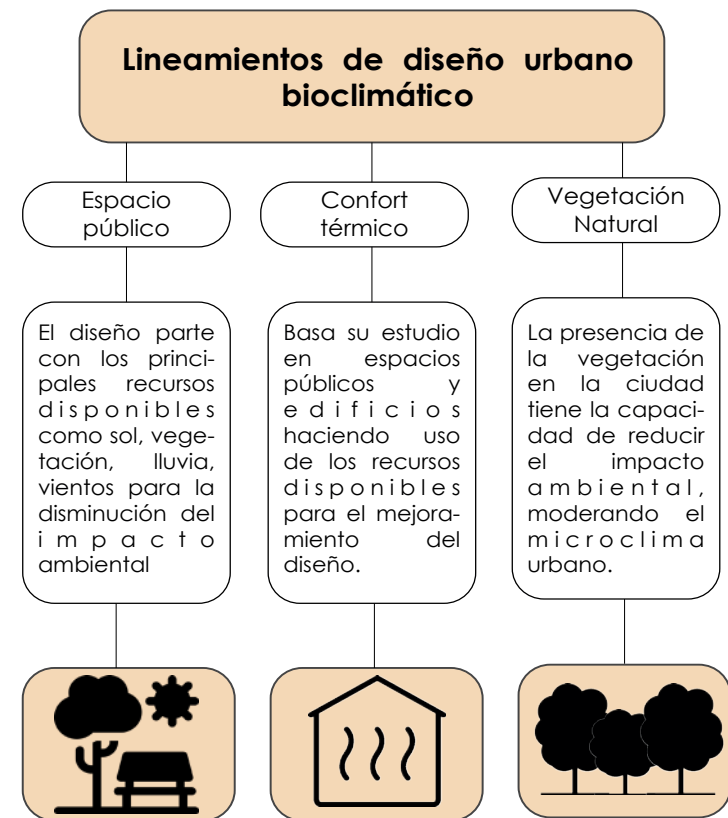 Lineamientos de diseño urbano
bioclimático
Espacio
público
Confort
térmico
Vegetación
Natural
El diseño parte
con los princi-
pales recursos
disponibles
como sol, vege-
tación, lluvia,
vientos para la
disminución del
impacto
ambiental
Basa su estudio
en espacios
públicos y
edificios
haciendo uso
de los recursos
disponibles
para el mejora-
miento del
diseño.
La presencia de
la vegetación
en la ciudad
tiene la capaci-
dad de reducir
el impacto
ambiental,
moderando el
microclima
urbano.